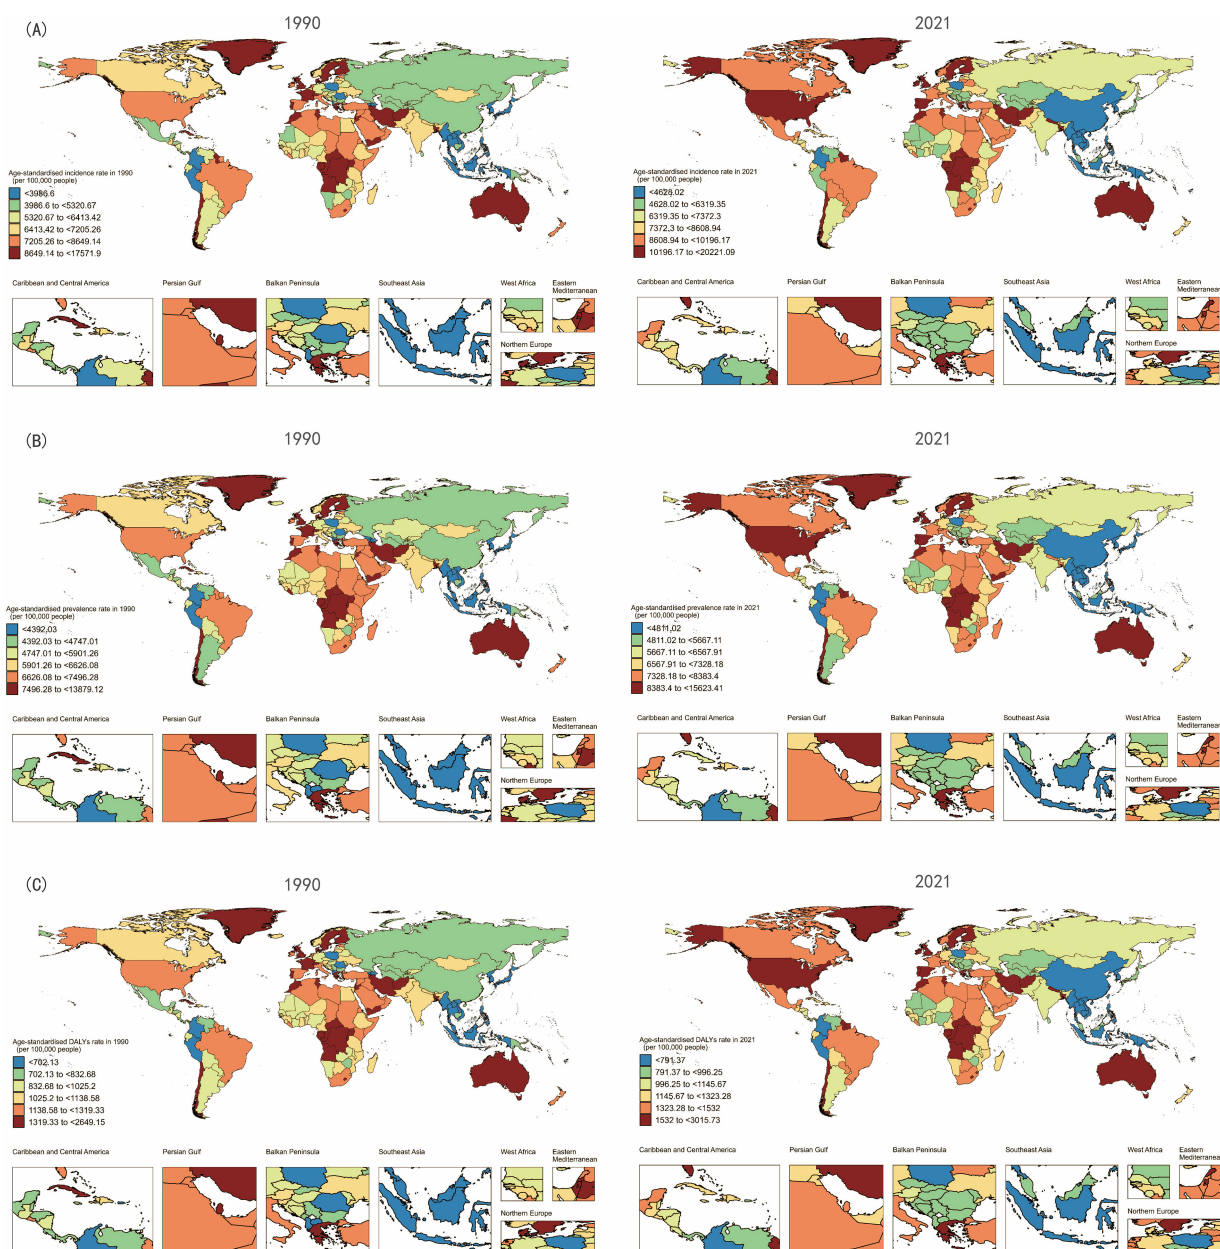 (A)
1990
2021
Age-standardised incidence rate in 1990
(per 100,000 people)
<3986.6
3986.6 to <5320.67
5320.67 to <6413.42
6413.42 to <7205.26
7205.26 to <8649.14
8649.14 to <17571.9
Age-standardised incidence rate in 2021
(per 100,000 people)
<4628.02
4628.02 to <6319.35
6319.35 to <7372.3
7372.3 to <8608.94
8608.94 to <10196.17
10196.17 to <20221.09
Caribbean and Central America
Persian Gulf
Balkan Peninsula
Southeast Asia
West Africa
Eastern
Mediterranean
Northern Europe
Caribbean and Central America
Persian Gulf
Balkan Peninsula
Southeast Asia
West Africa
Eastern
Mediterranean
Northern Europe
(B)
1990
2021
Age-standardised prevalence rate in 1990
(per 100,000 people)
<4392.03
4392.03 to <4747.01
4747.01 to <5901.26
5901.26 to <6626.08
6626.08 to <7496.28
7496.28 to <13879.12
Age-standardised prevalence rate in 2021
(per 100,000 people)
<4811.02
4811.02 to <5667.11
5667.11 to <6567.91
6567.91 to <7328.18
7328.18 to <8383.4
8383.4 to <15623.41
Caribbean and Central America
Persian Gulf
Balkan Peninsula
Southeast Asia
West Africa
Eastern
Mediterranean
Northern Europe
Caribbean and Central America
Persian Gulf
Balkan Peninsula
Southeast Asia
West Africa
Eastern
Mediterranean
Northern Europe
(C)
1990
2021
Age-standardised DALYs rate in 1990
(per 100,000 people)
<702.13
702.13 to <832.68
832.68 to <1025.2
1025.2 to <1138.58
1138.58 to <1319.33
1319.33 to <2649.15
Age-standardised DALYs rate in 2021
(per 100,000 people)
<791.37
791.37 to <996.25
996.25 to <1145.67
1145.67 to <1323.28
1323.28 to <1532
1532 to <3015.73
Caribbean and Central America
Persian Gulf
Balkan Peninsula
Southeast Asia
West Africa
Eastern
Mediterranean
Northern Europe
Caribbean and Central America
Persian Gulf
Balkan Peninsula
Southeast Asia
West Africa
Eastern
Mediterranean
Northern Europe